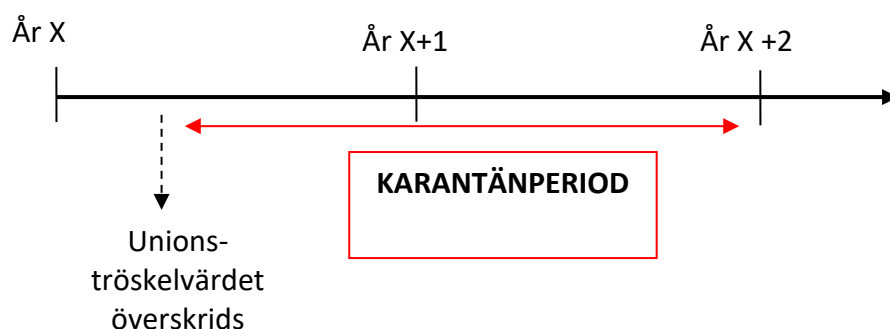 År X
År X+1
År X +2
KARANTÄNPERIOD
Unions-
tröskelvärdet
överskrids